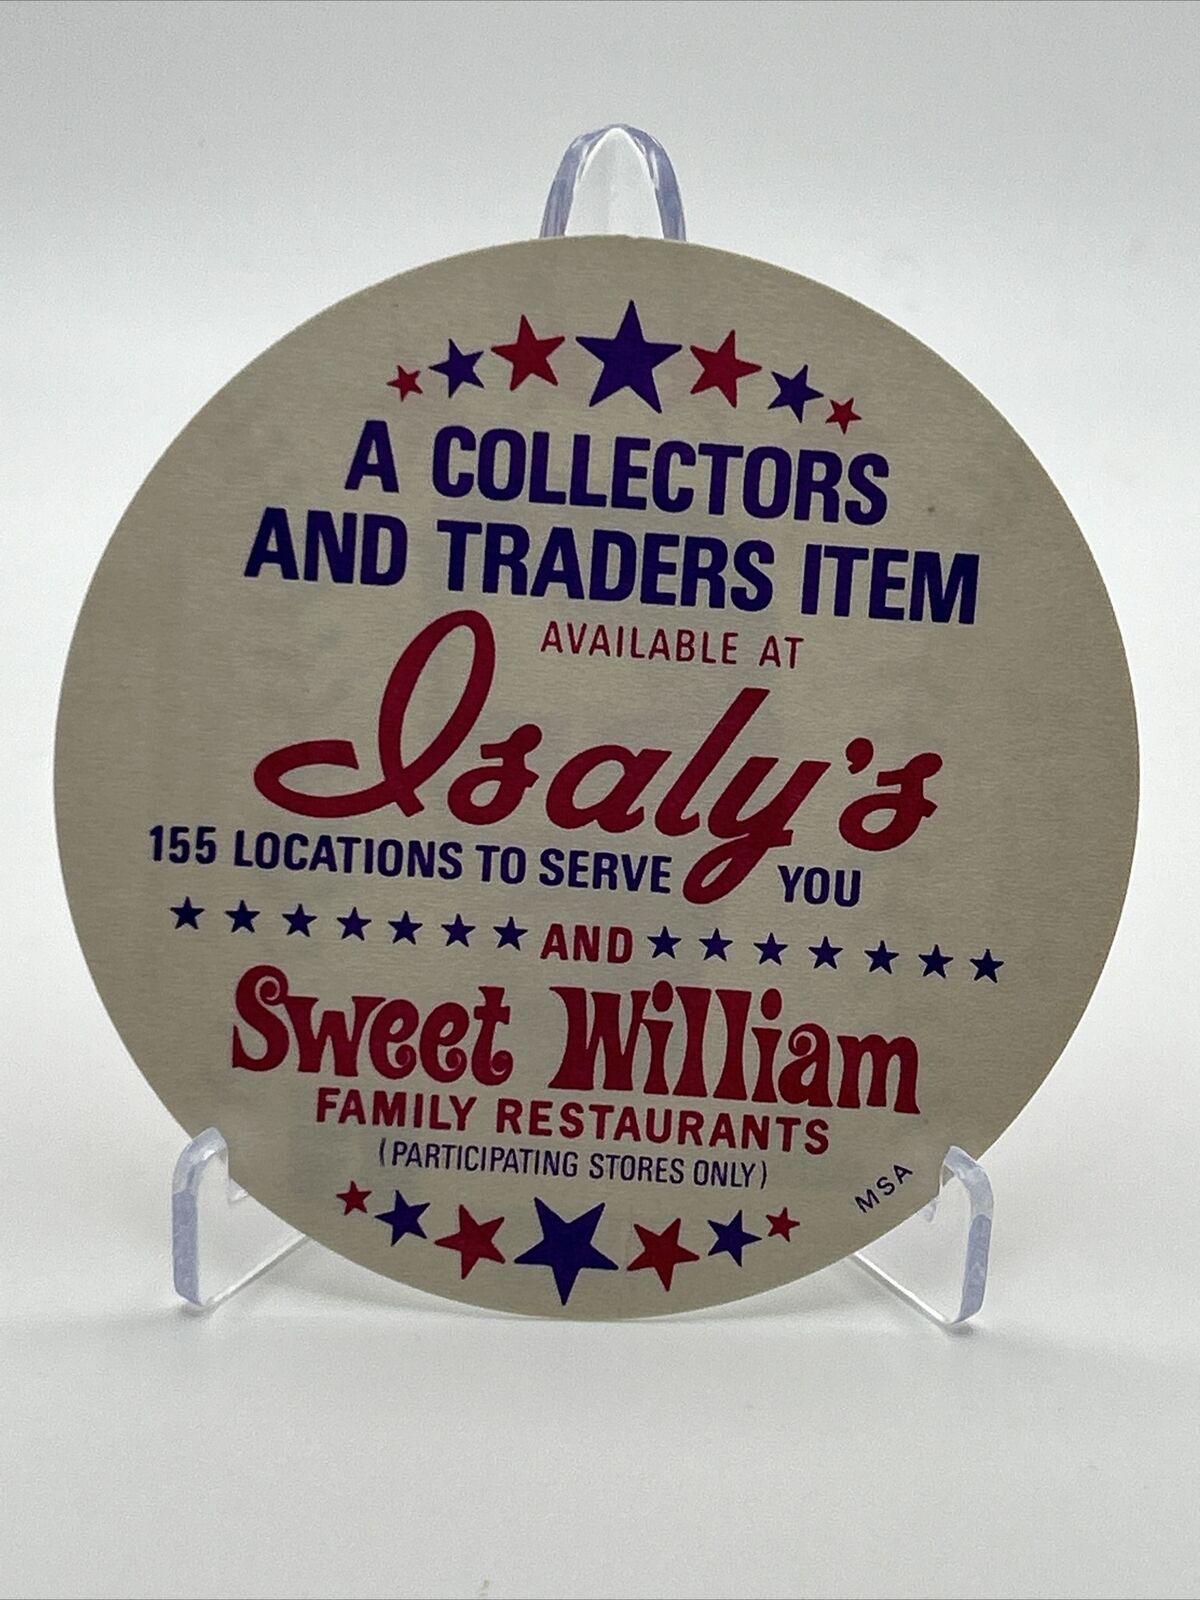 A COLLECTORS
AND TRADERS ITEM
AVAILABLE AT
Isaly's
155 LOCATIONS TO SERVE YOU
AND
Sweet William
FAMILY RESTAURANTS
(PARTICIPATING STORES ONLY)
MSA